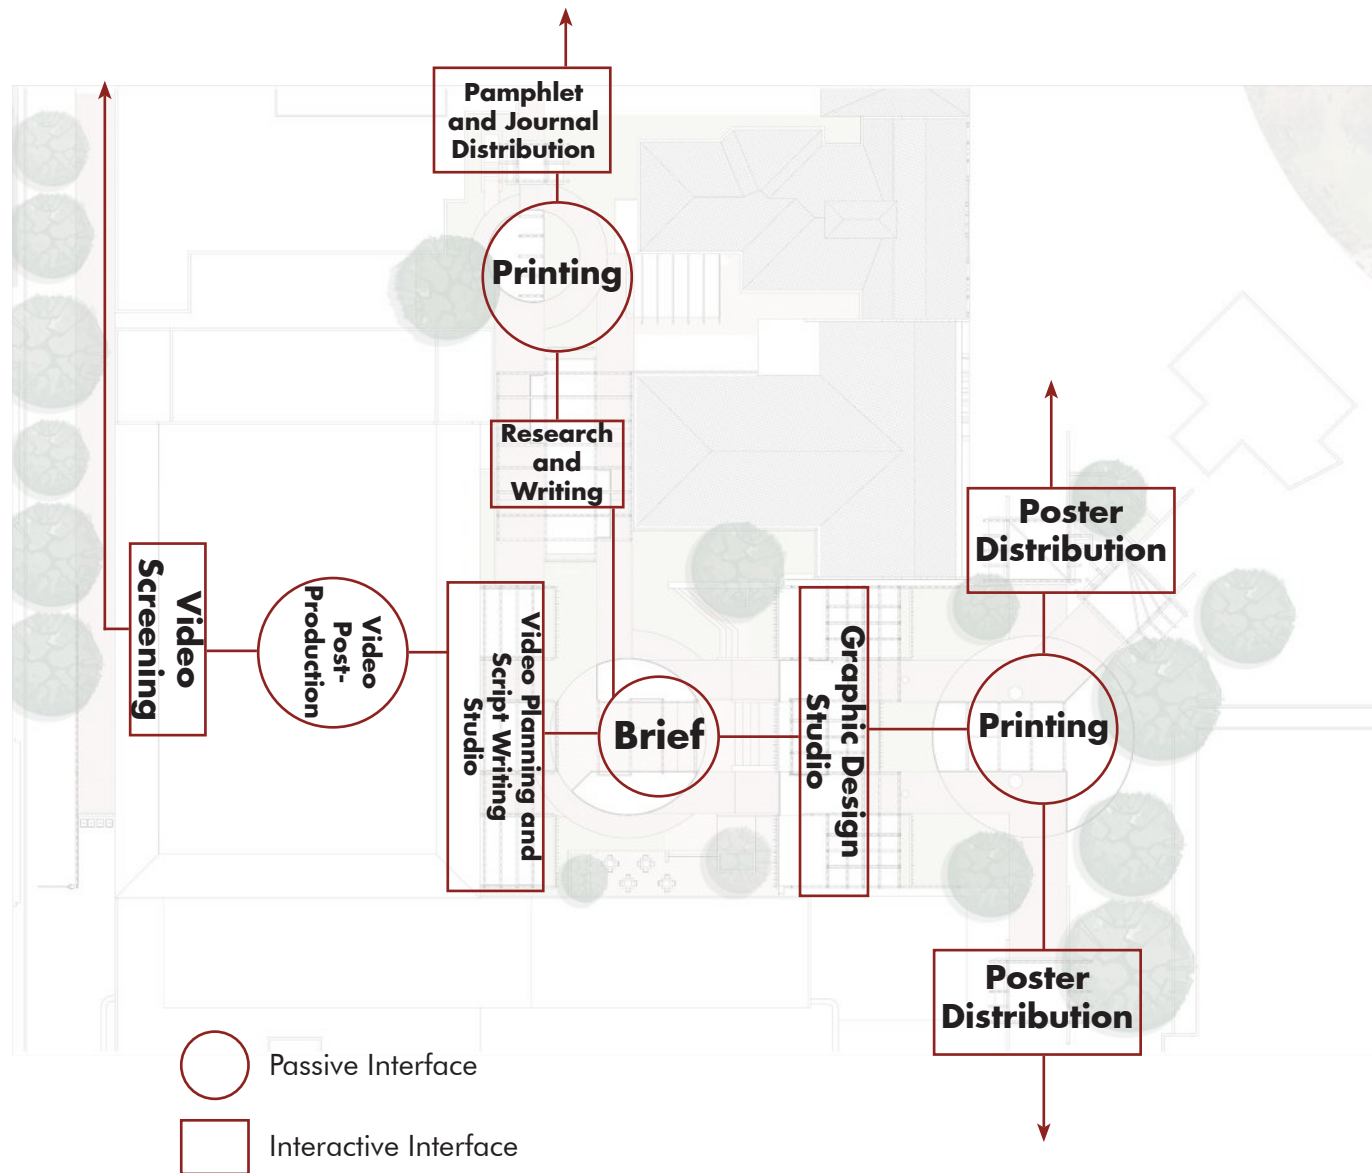 Pamphlet
and Journal
Distribution
Printing
Research
and
Writing
Poster
Distribution
Video
Screening
Video
Post-
Production
Video Planning and
Script Writing
Studio
Brief
Graphic Design
Studio
Printing
Poster
Distribution
Passive Interface
Interactive Interface